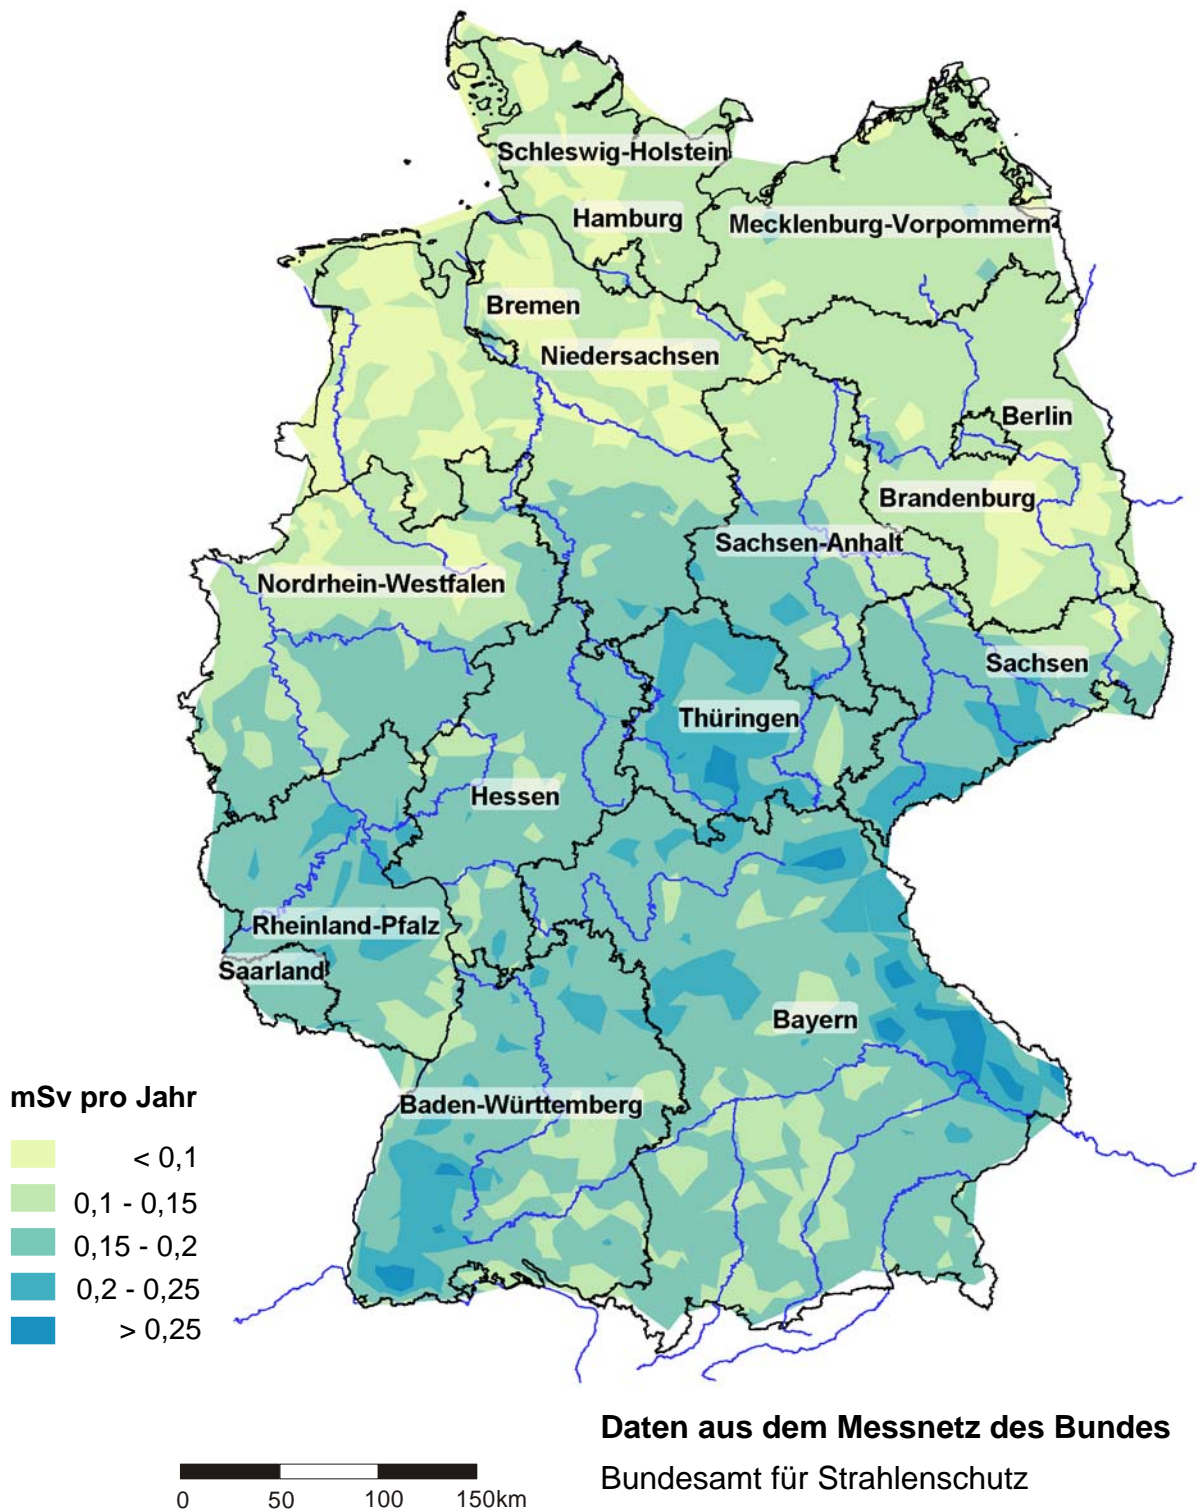 Schleswig-Holstein
Hamburg
Mecklenburg-Vorpommern
Bremen
Niedersachsen
Berlin
Brandenburg
Sachsen-Anhalt
Nordrhein-Westfalen
Sachsen
Thüringen
Hessen
Rheinland-Pfalz
Saarland
Bayern
Baden-Württemberg
mSv pro Jahr
< 0,1
0,1 - 0,15
0,15 - 0,2
0,2 - 0,25
> 0,25
Daten aus dem Messnetz des Bundes
Bundesamt für Strahlenschutz
0 50 100 150km